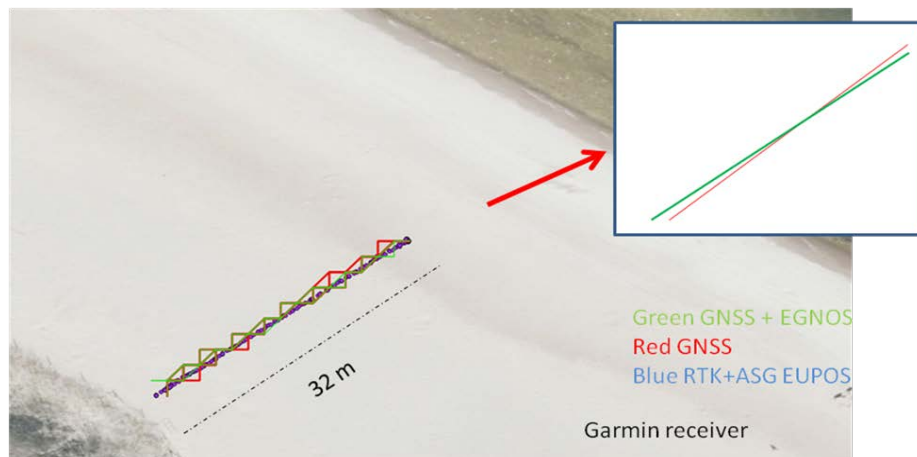 32 m
Green GNSS + EGNOS
Red GNSS
Blue RTK+ASG EUPOS
Garmin receiver